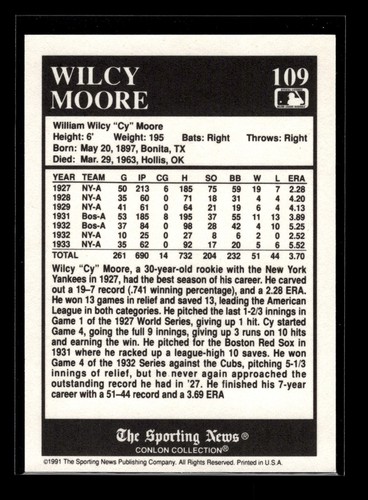 WILCY
MOORE
109
William Wilcy "Cy" Moore
Height: 6' Weight: 195 Bats: Right Throws: Right
Born: May 20, 1897, Bonita, TX
Died: Mar. 29, 1963, Hollis, OK
YEAR TEAM G IP CG H SO BB W L ERA
1927 NY-A 50 213 6 185 75 59 19 7 2.28
1928 NY-A 35 60 0 71 18 31 4 4 4.20
1929 NY-A 41 61 0 64 21 19 6 4 4.13
1931 Bos-A 53 185 8 195 37 55 11 13 3.89
1932 Bos-A 37 84 0 98 28 42 4 10 5.25
1932 NY-A 10 25 0 27 8 6 2 0 2.52
1933 NY-A 35 62 0 92 17 20 5 6 5.52
TOTAL 261 690 14 732 204 232 51 44 3.70
Wilcy "Cy" Moore, a 30-year-old rookie with the New York
Yankees in 1927, had the best season of his career. He carved
out a 19–7 record (.741 winning percentage), and a 2.28 ERA.
He won 13 games in relief and saved 13, leading the American
League in both categories. He pitched the last 1-2/3 innings in
Game 1 of the 1927 World Series, giving up 1 hit. Cy started
Game 4, going the full 9 innings, giving up 3 runs on 10 hits
and earning the win. He pitched for the Boston Red Sox in
1931 where he racked up a league-high 10 saves. He won
Game 4 of the 1932 Series against the Cubs, pitching 5-1/3
innings of relief, but he never again approached the
outstanding record he had in '27. He finished his 7-year
career with a 51–44 record and a 3.69 ERA
The Sporting News®
CONLON COLLECTION®
©1991 The Sporting News Publishing Company. All Rights Reserved. Printed in U.S.A.